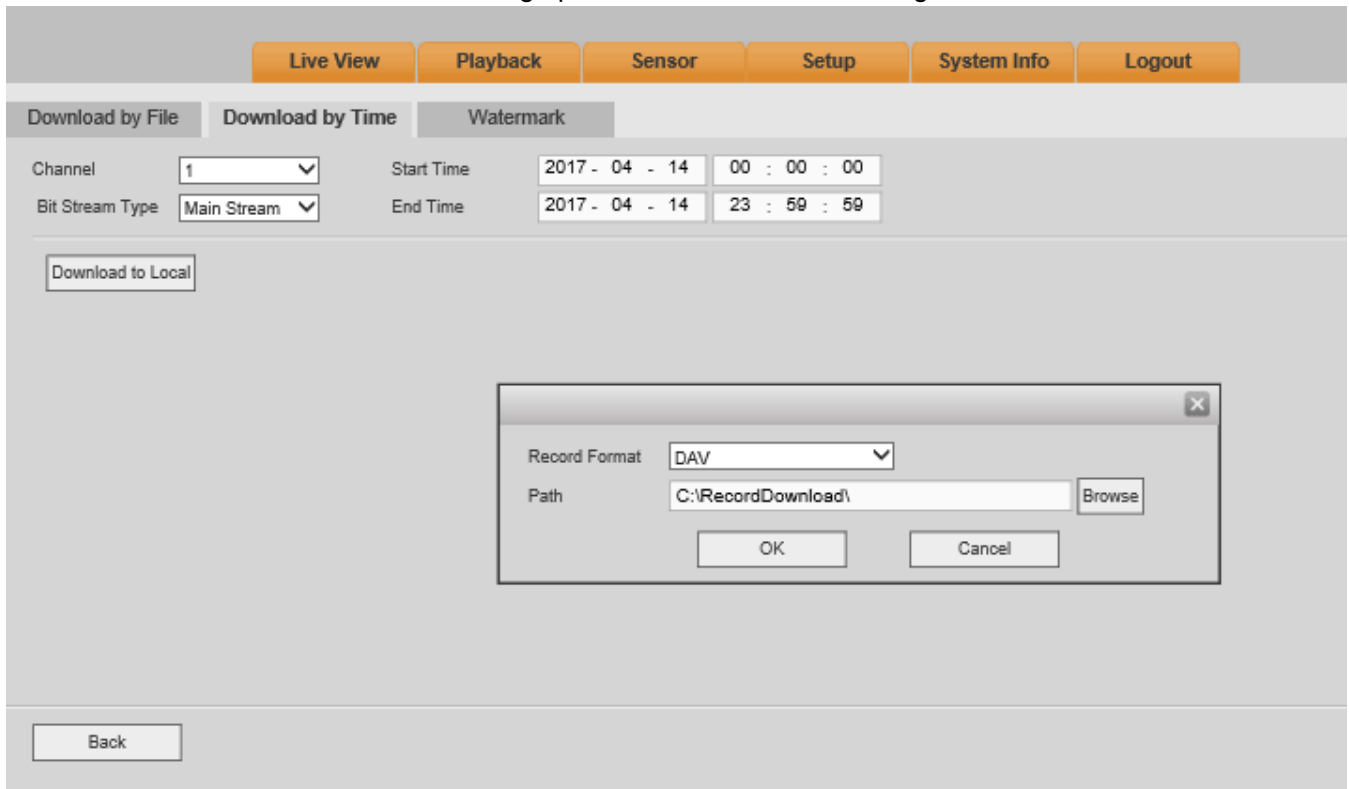 Live View Playback Sensor Setup System Info Logout
Download by File Download by Time Watermark
Channel 1 Start Time 2017 - 04 - 14 00 : 00 : 00
Bit Stream Type Main Stream End Time 2017 - 04 - 14 23 : 59 : 59
Download to Local
Record Format DAV
Path C:\RecordDownload\ Browse
OK Cancel
Back